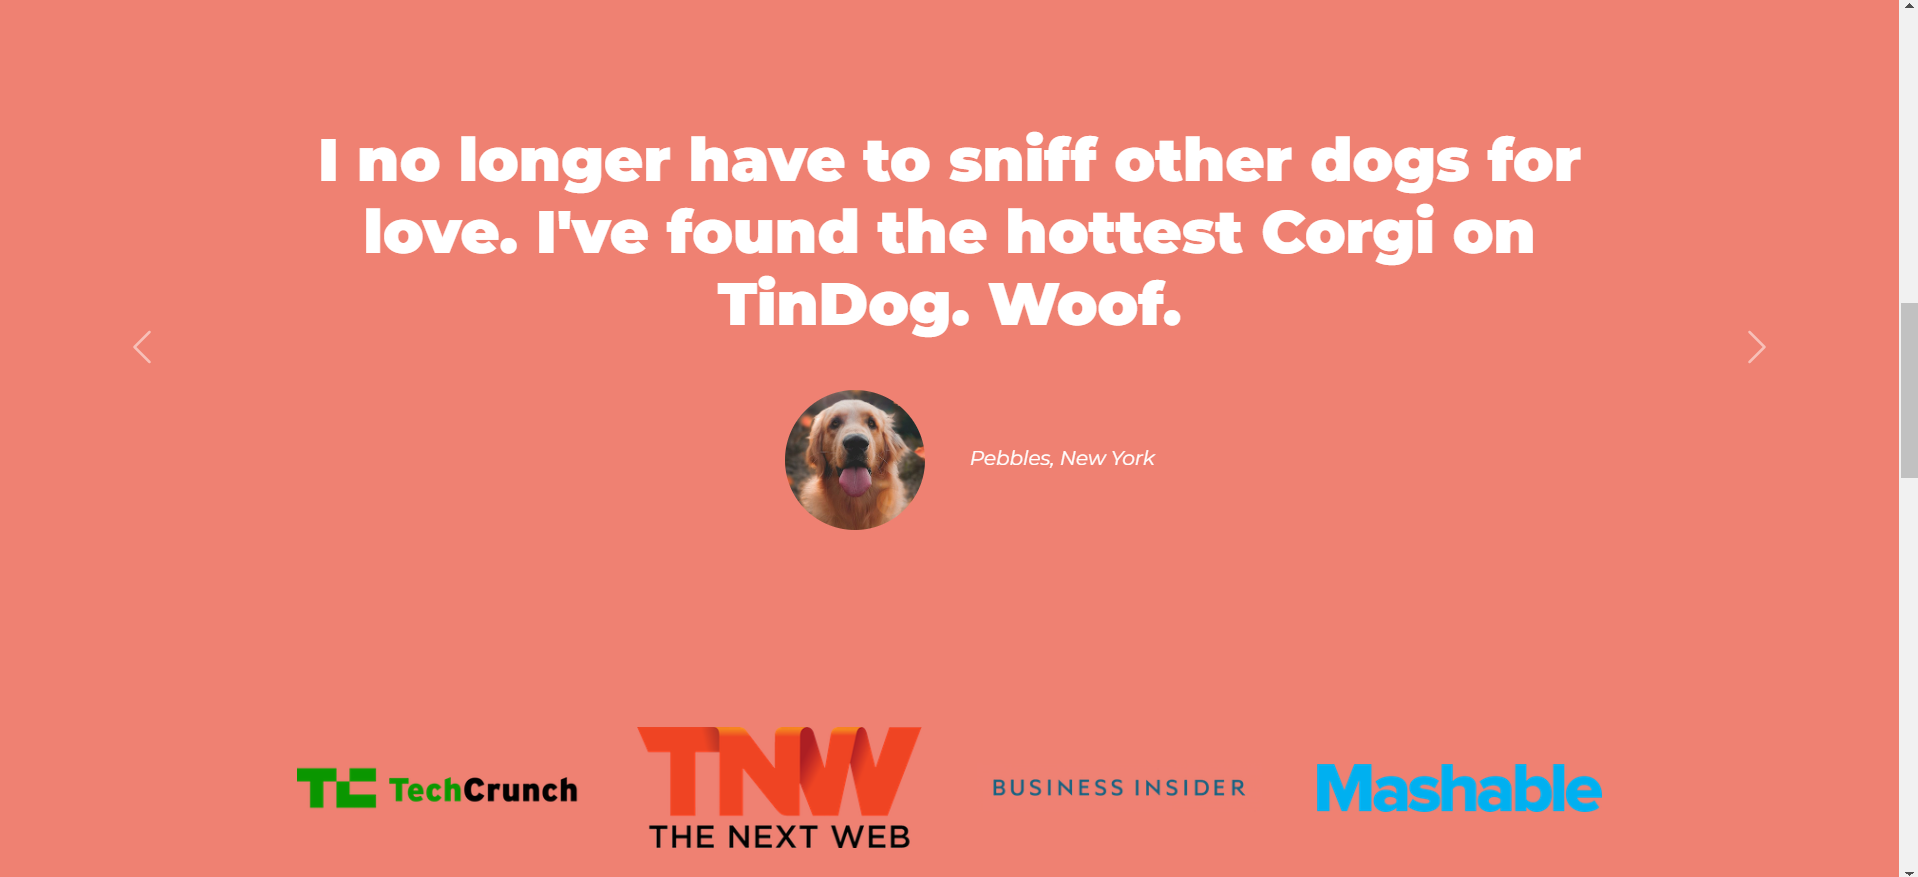 I no longer have to sniff other dogs for
love. I've found the hottest Corgi on
TinDog. Woof.
Pebbles, New York
TC TechCrunch
TNW
THE NEXT WEB
BUSINESS INSIDER
Mashable